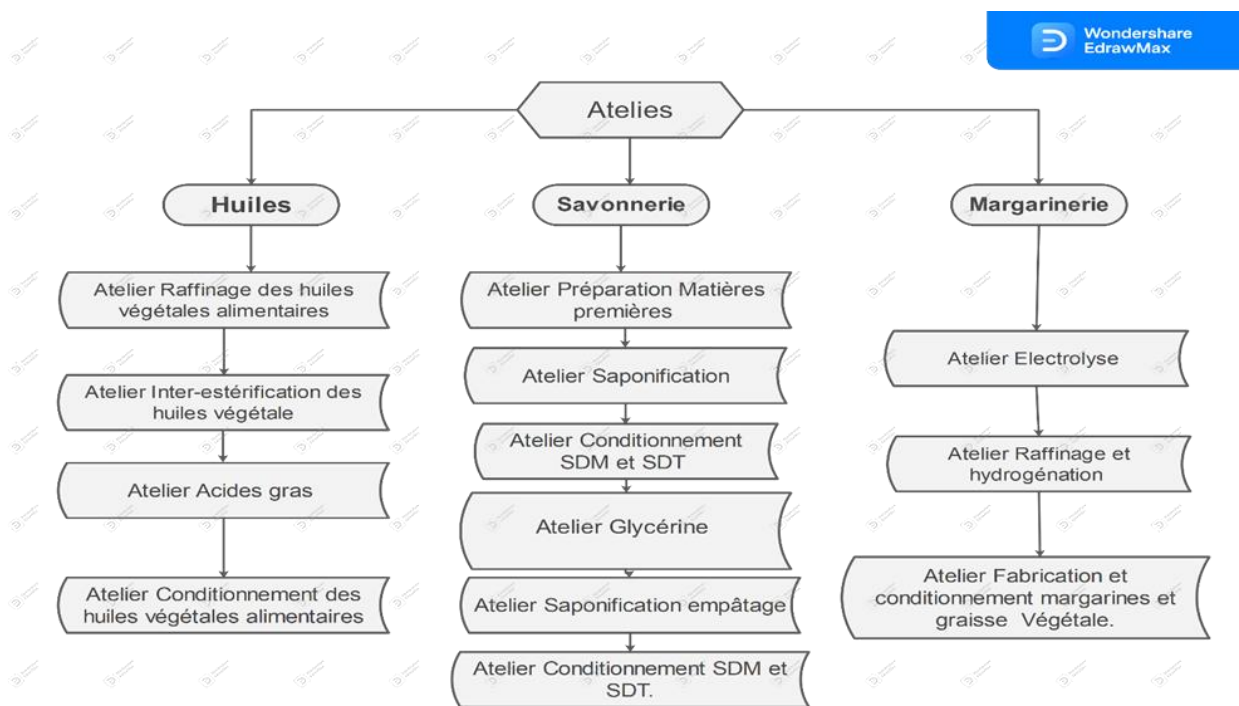 Wondershare
EdrawMax
Atelies
Huiles
Savonnerie
Margarinerie
Atelier Raffinage des huiles
végétales alimentaires
Atelier Inter-estérification des
huiles végétale
Atelier Acides gras
Atelier Conditionnement des
huiles végétales alimentaires
Atelier Préparation Matières
premières
Atelier Saponification
Atelier Conditionnement
SDM et SDT
Atelier Glycérine
Atelier Saponification empâtage
Atelier Conditionnement SDM et
SDT.
Atelier Electrolyse
Atelier Raffinage et
hydrogénation
Atelier Fabrication et
conditionnement margarines et
graisse Végétale.